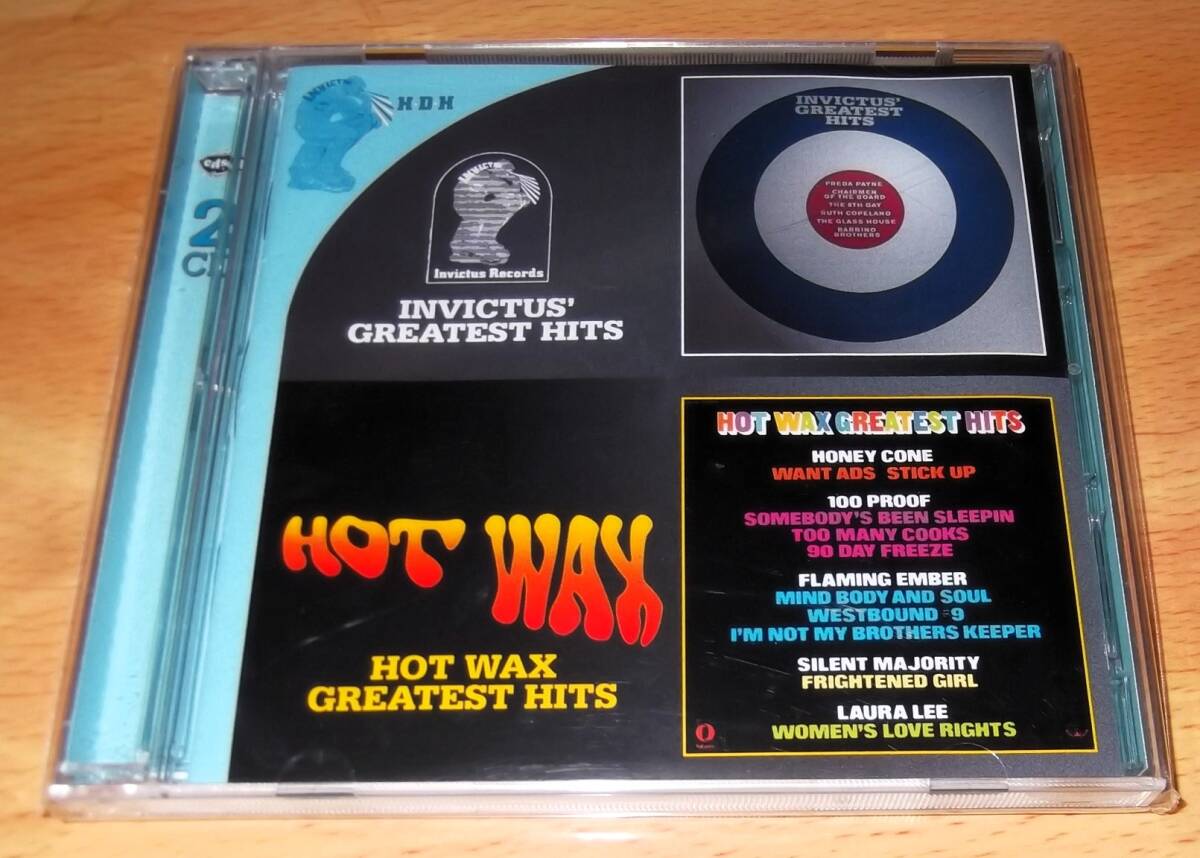 INVICTUS
HDH
2
CD
INVICTUS
Invictus Records
INVICTUS'
GREATEST HITS
INVICTUS'
GREATEST
HITS
FREDA PAYNE
CHAIRMEN
OF THE BOARD
THE 8TH DAY
RUTH COPELAND
THE GLASS HOUSE
BARRINO
BROTHERS
HOT WAX
HOT WAX
GREATEST HITS
HOT WAX GREATEST HITS
HONEY CONE
WANT ADS STICK UP
100 PROOF
SOMEBODY'S BEEN SLEEPIN
TOO MANY COOKS
90 DAY FREEZE
FLAMING EMBER
MIND BODY AND SOUL
WESTBOUND #9
I'M NOT MY BROTHERS KEEPER
SILENT MAJORITY
FRIGHTENED GIRL
LAURA LEE
WOMEN'S LOVE RIGHTS